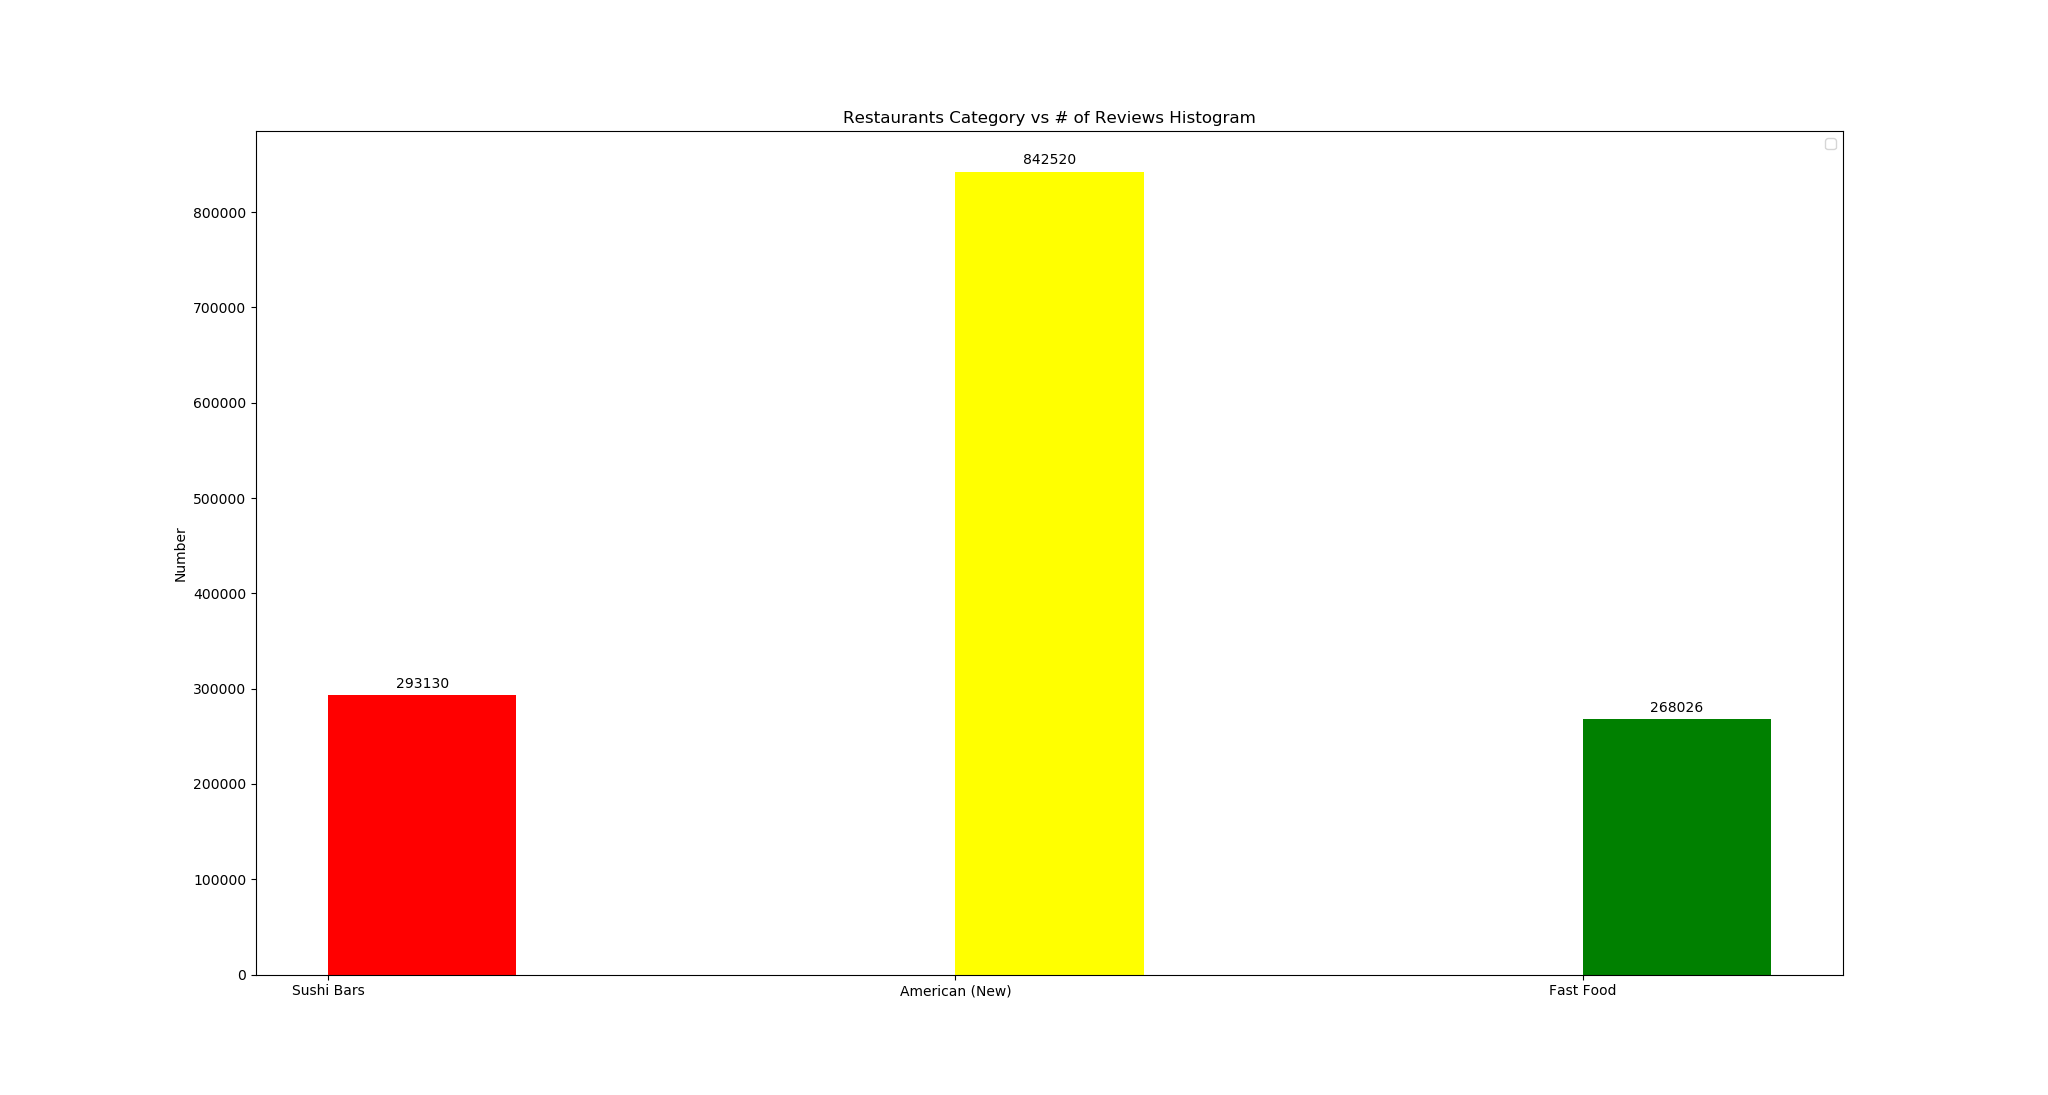 Restaurants Category vs # of Reviews Histogram
842520
800000
700000
600000
500000
Number
400000
293130
300000
268026
200000
100000
0
Sushi Bars
American (New)
Fast Food